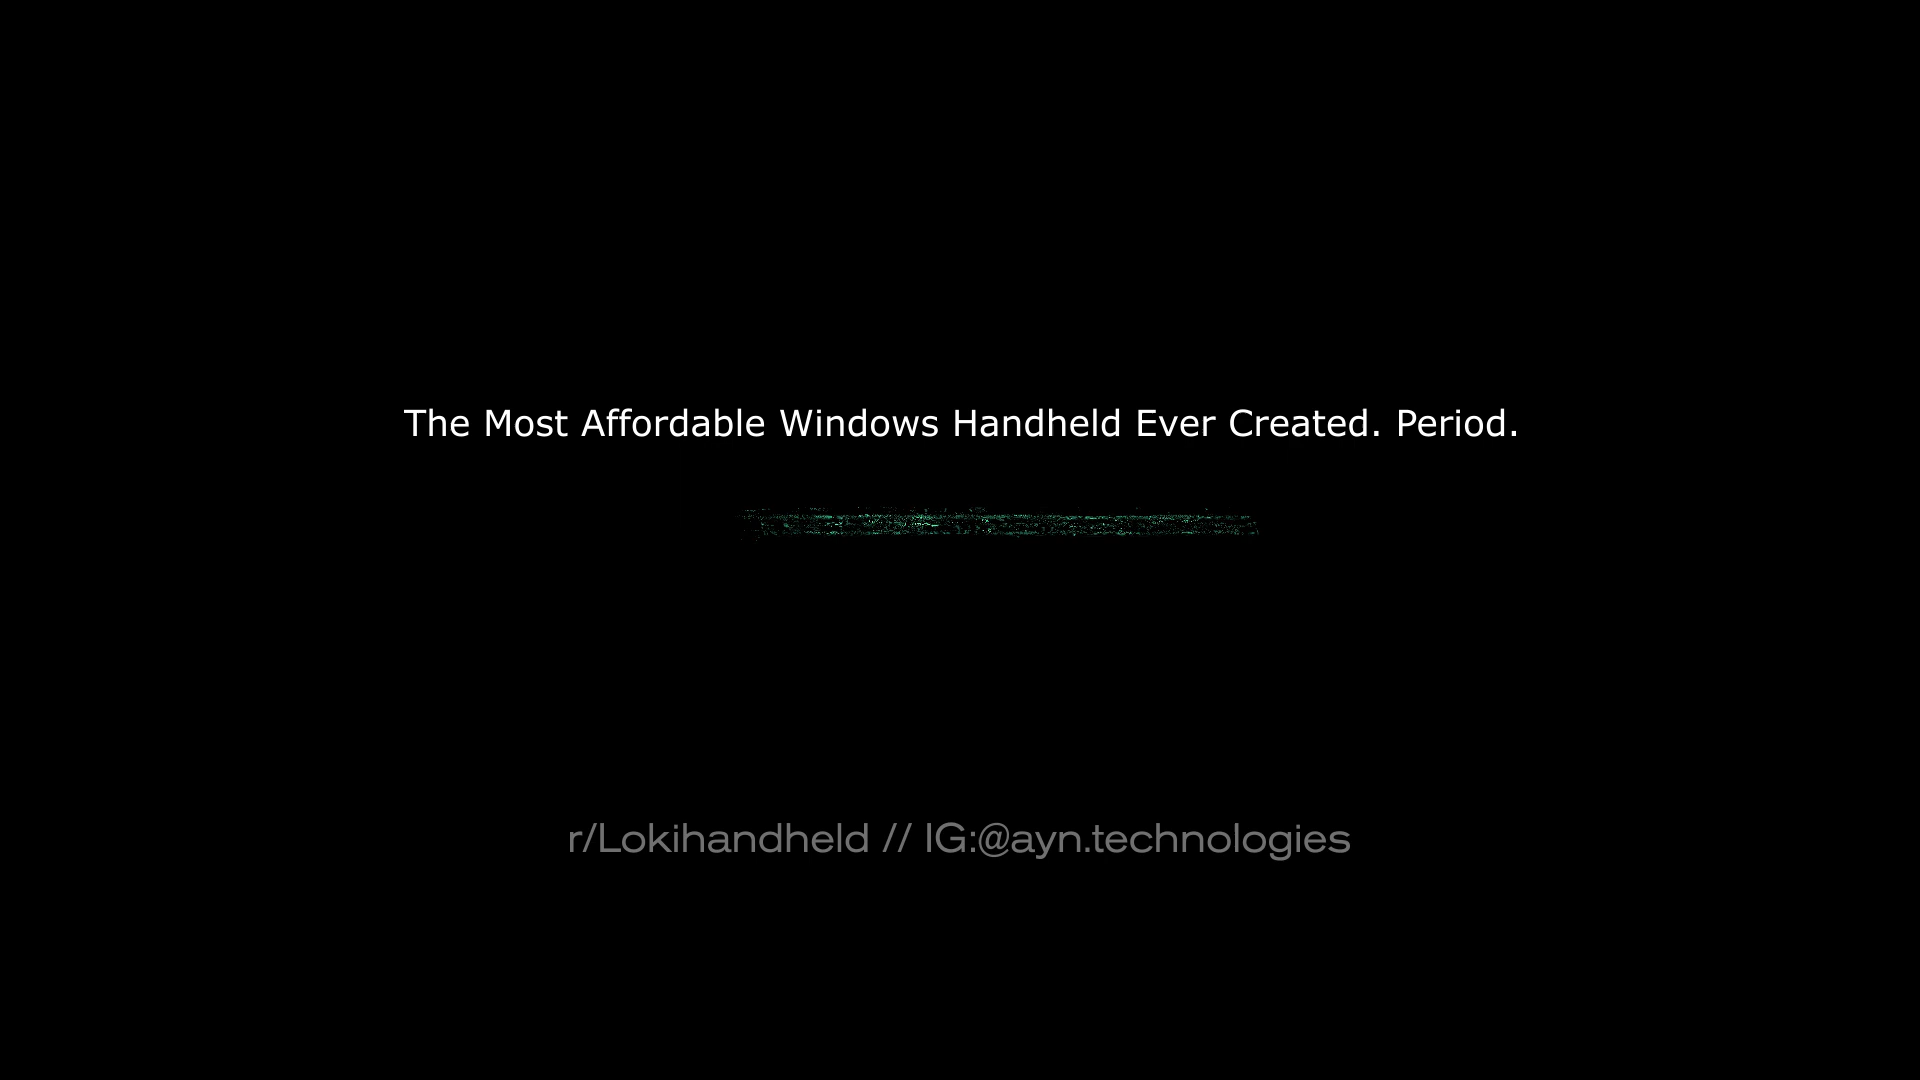 The Most Affordable Windows Handheld Ever Created. Period.
r/Lokihandheld // IG:@ayn.technologies